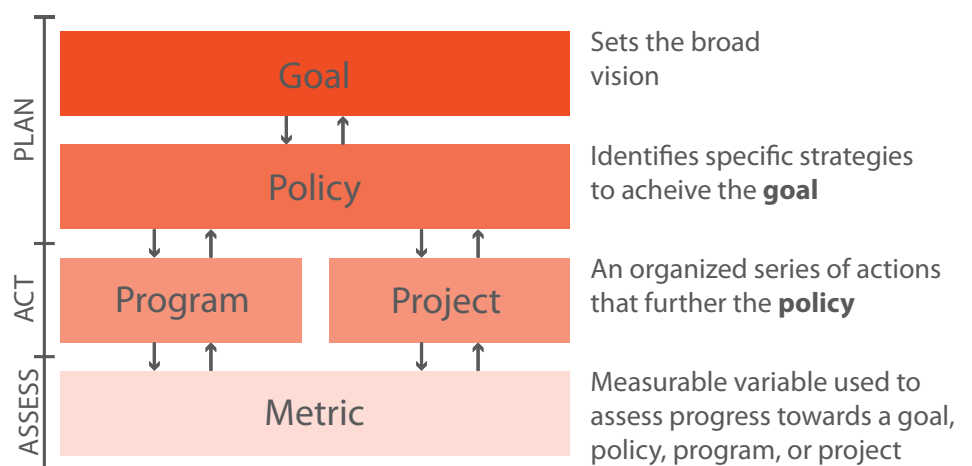 PLAN
Goal
Sets the broad
vision
Policy
Identifies specific strategies
to acheive the goal
ACT
Program
Project
An organized series of actions
that further the policy
ASSESS
Metric
Measurable variable used to
assess progress towards a goal,
policy, program, or project